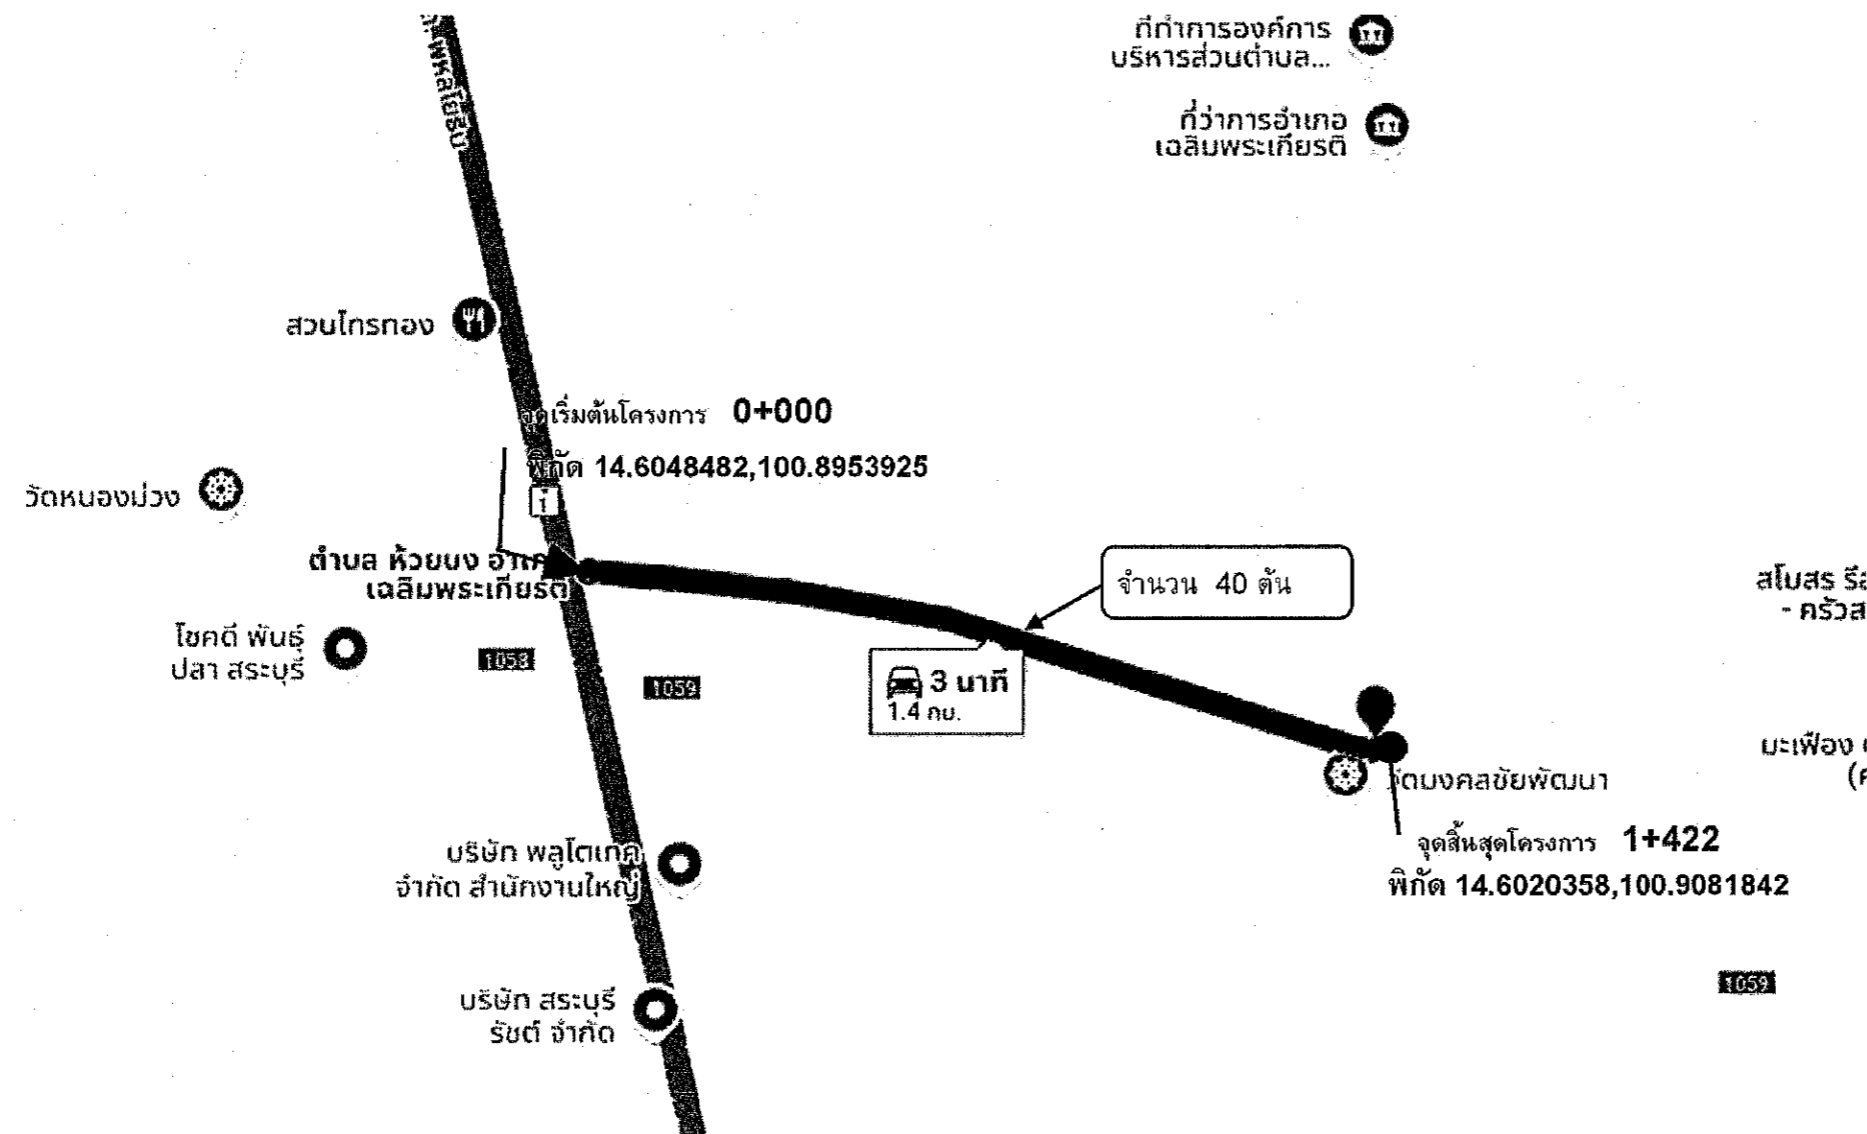 ที่ทำการองค์การ
บริหารส่วนตำบล...
ที่ว่าการอำเภอ
เฉลิมพระเกียรติ
พหลโยธิน
สวนไทรทอง
จุดเริ่มต้นโครงการ 0+000
พิกัด 14.6048482,100.8953925
วัดหนองม่วง
1
ตำบล ห้วยบง อำเภอ
เฉลิมพระเกียรติ
จำนวน 40 ต้น
สโมสร
- ครัวส
โชคดี พันธุ์
ปลา สระบุรี
1058
1059
3 นาที
1.4 กม.
วัดมงคลชัยพัฒนา
มะเฟือง
จุดสิ้นสุดโครงการ 1+422
พิกัด 14.6020358,100.9081842
บริษัท พลูโตเทค
จำกัด สำนักงานใหญ่
1059
บริษัท สระบุรี
รัชต์ จำกัด